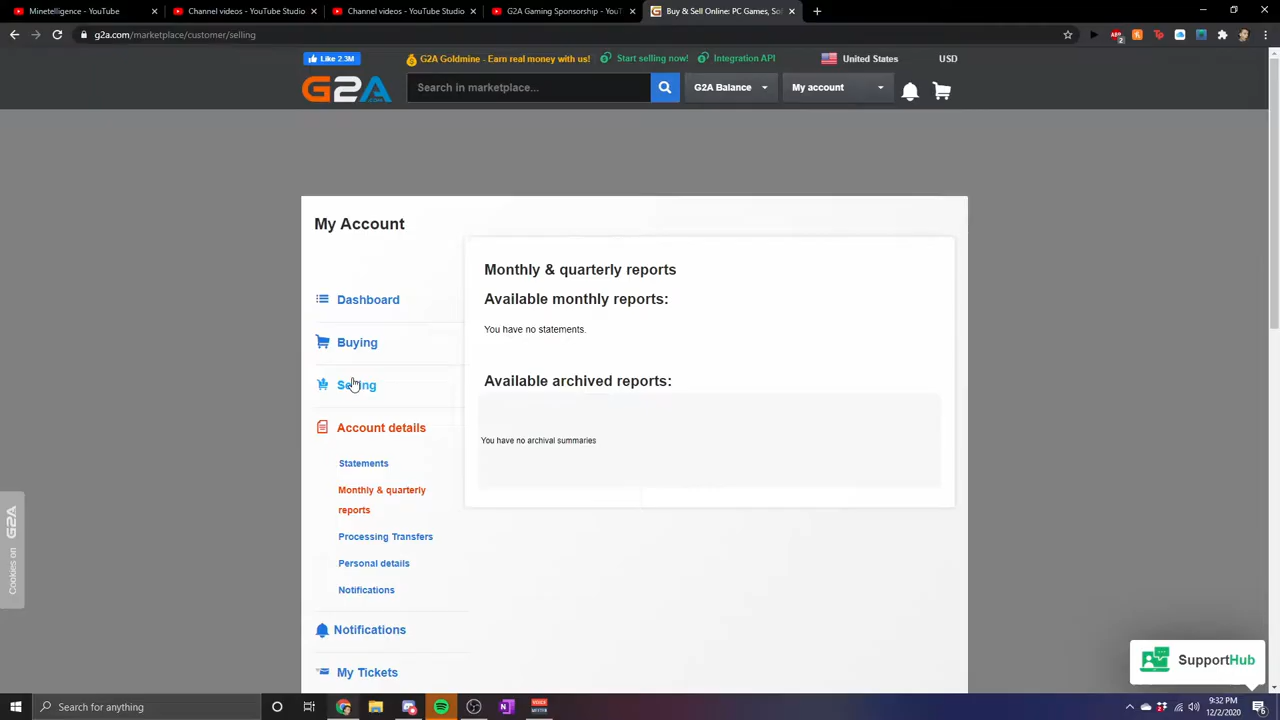 Minetelligence - YouTube
Channel videos - YouTube Studio
Channel videos - YouTube Studio
G2A Gaming Sponsorship - YouT
Buy & Sell Online: PC Games, S
g2a.com/marketplace/customer/selling
Like 2.3M
G2A Goldmine - Earn real money with us!
Start selling now!
Integration API
United States
USD
G2A.COM
Search in marketplace...
G2A Balance
My account
My Account
Dashboard
Buying
Selling
Account details
Statements
Monthly & quarterly
reports
Processing Transfers
Personal details
Notifications
Notifications
My Tickets
Monthly & quarterly reports
Available monthly reports:
You have no statements.
Available archived reports:
You have no archival summaries
Cookies on G2A
SupportHub
Search for anything
9:32 PM
12/2/2020